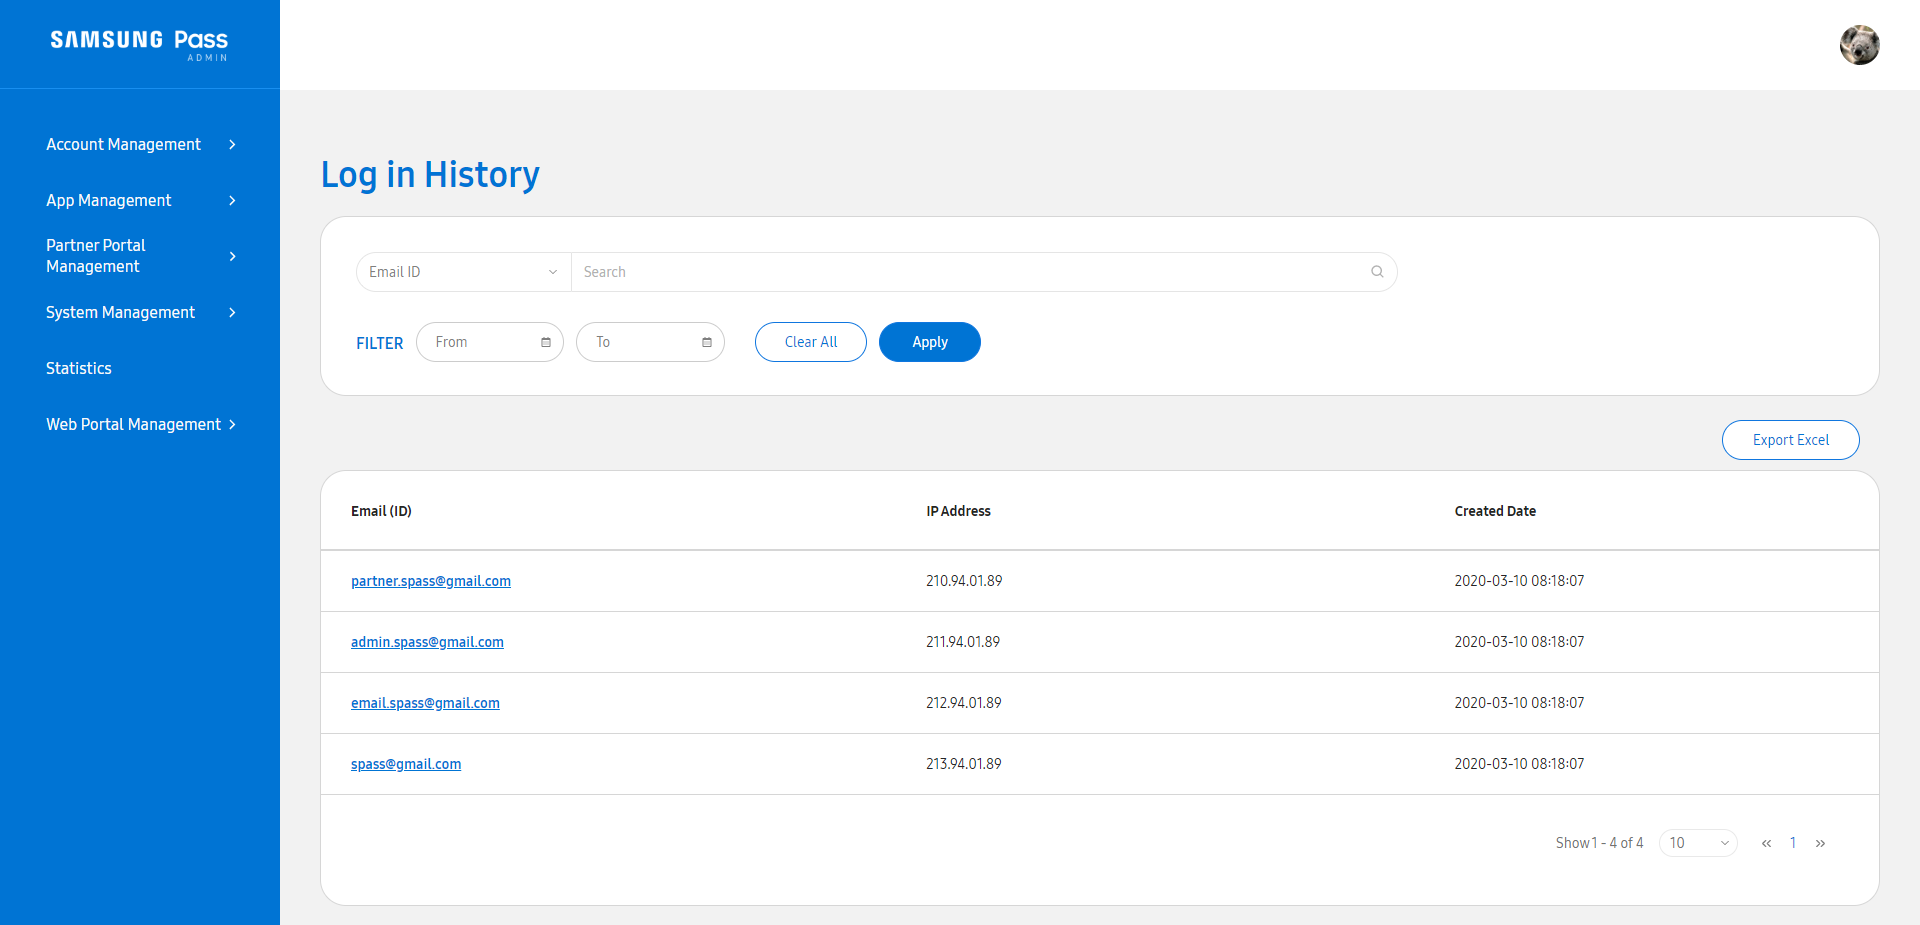 SAMSUNG Pass
ADMIN
Account Management
App Management
Partner Portal
Management
System Management
Statistics
Web Portal Management
Log in History
Email ID
Search
FILTER
From
To
Clear All
Apply
Export Excel
Email (ID) IP Address Created Date
partner.spass@gmail.com 210.94.01.89 2020-03-10 08:18:07
admin.spass@gmail.com 211.94.01.89 2020-03-10 08:18:07
email.spass@gmail.com 212.94.01.89 2020-03-10 08:18:07
spass@gmail.com 213.94.01.89 2020-03-10 08:18:07
Show 1 - 4 of 4 10 « 1 »